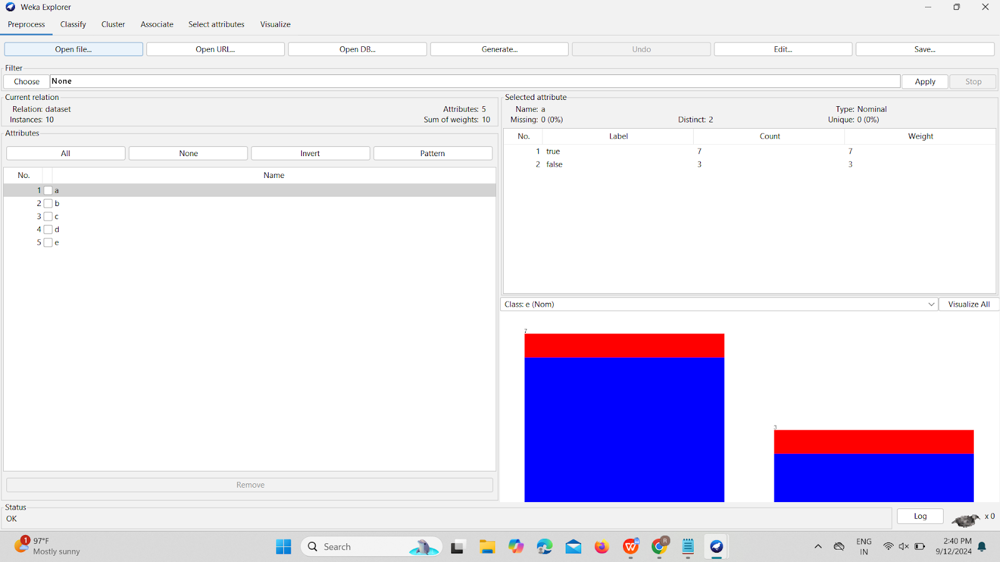 Weka Explorer
Preprocess Classify Cluster Associate Select attributes Visualize
Open file... Open URL... Open DB... Generate... Undo Edit... Save...
Filter
Choose None Apply Stop
Current relation
Relation: dataset Attributes: 5
Instances: 10 Sum of weights: 10
Attributes
All None Invert Pattern
No. Name
1 a
2 b
3 c
4 d
5 e
Remove
Selected attribute
Name: a Type: Nominal
Missing: 0 (0%) Distinct: 2 Unique: 0 (0%)
No. Label Count Weight
1 true 7 7
2 false 3 3
Class: e (Nom) Visualize All
7
3
Status
OK
Log x 0
1
97°F
Mostly sunny
Search
W
R
ENG
IN
2:40 PM
9/12/2024